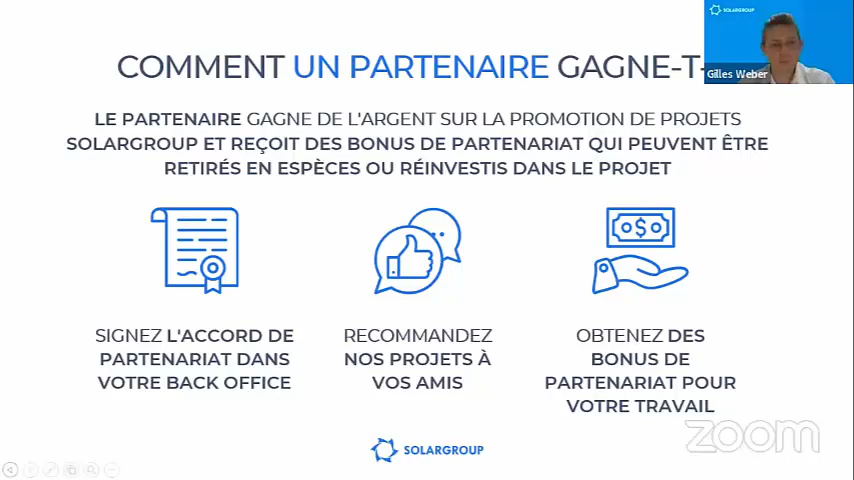 SOLARGROUP
COMMENT UN PARTENAIRE GAGNE-T-
Gilles Weber
LE PARTENAIRE GAGNE DE L'ARGENT SUR LA PROMOTION DE PROJETS
SOLARGROUP ET REÇOIT DES BONUS DE PARTENARIAT QUI PEUVENT ÊTRE
RETIRÉS EN ESPÈCES OU RÉINVESTIS DANS LE PROJET
SIGNEZ L'ACCORD DE
PARTENARIAT DANS
VOTRE BACK OFFICE
RECOMMANDEZ
NOS PROJETS À
VOS AMIS
OBTENEZ DES
BONUS DE
PARTENARIAT POUR
VOTRE TRAVAIL
zoom
SOLARGROUP